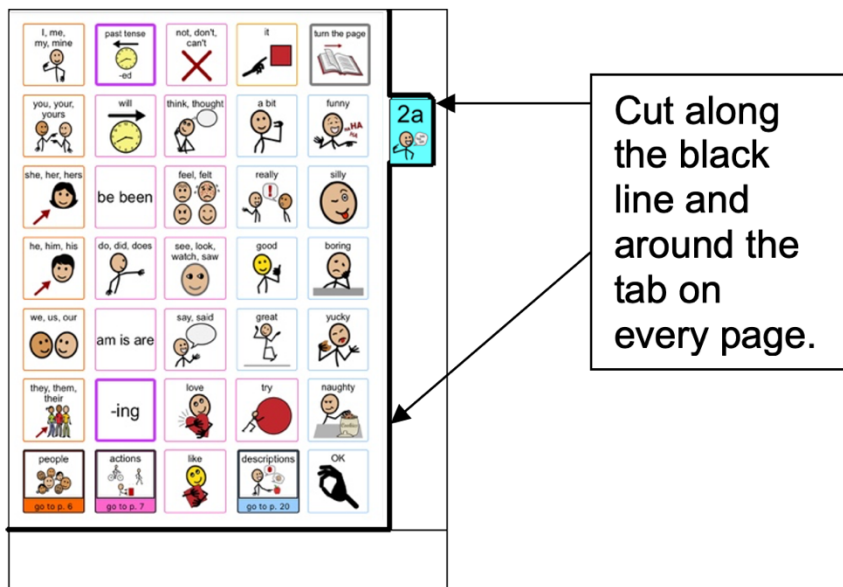 I, me,
my, mine
past tense
-ed
not, don't,
can't
it
turn the page
you, your,
yours
will
think, thought
a bit
funny
HA
HA
HA
2a
she, her, hers
be been
feel, felt
really
silly
he, him, his
do, did, does
see, look,
watch, saw
good
boring
we, us, our
am is are
say, said
great
yucky
they, them,
their
-ing
love
try
naughty
Cookies
people
go to p. 6
actions
go to p. 7
like
descriptions
go to p. 20
OK
Cut along
the black
line and
around the
tab on
every page.